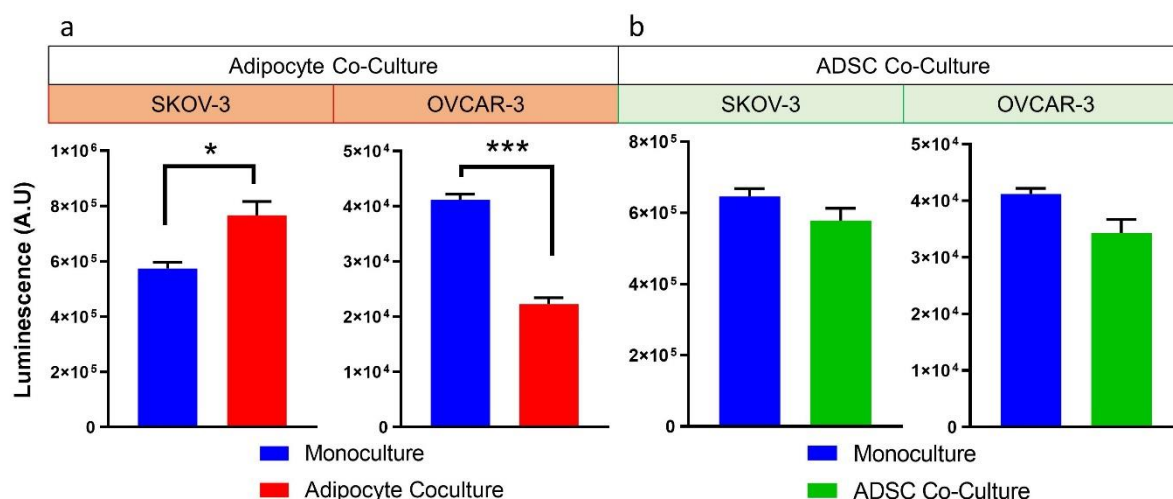 a
b
Adipocyte Co-Culture
ADSC Co-Culture
SKOV-3
OVCAR-3
SKOV-3
OVCAR-3
Luminescence (A.U)
1×10⁶
8×10⁵
6×10⁵
4×10⁵
2×10⁵
0
*
5×10⁴
4×10⁴
3×10⁴
2×10⁴
1×10⁴
0
***
8×10⁵
6×10⁵
4×10⁵
2×10⁵
0
5×10⁴
4×10⁴
3×10⁴
2×10⁴
1×10⁴
0
Monoculture
Adipocyte Coculture
Monoculture
ADSC Co-Culture